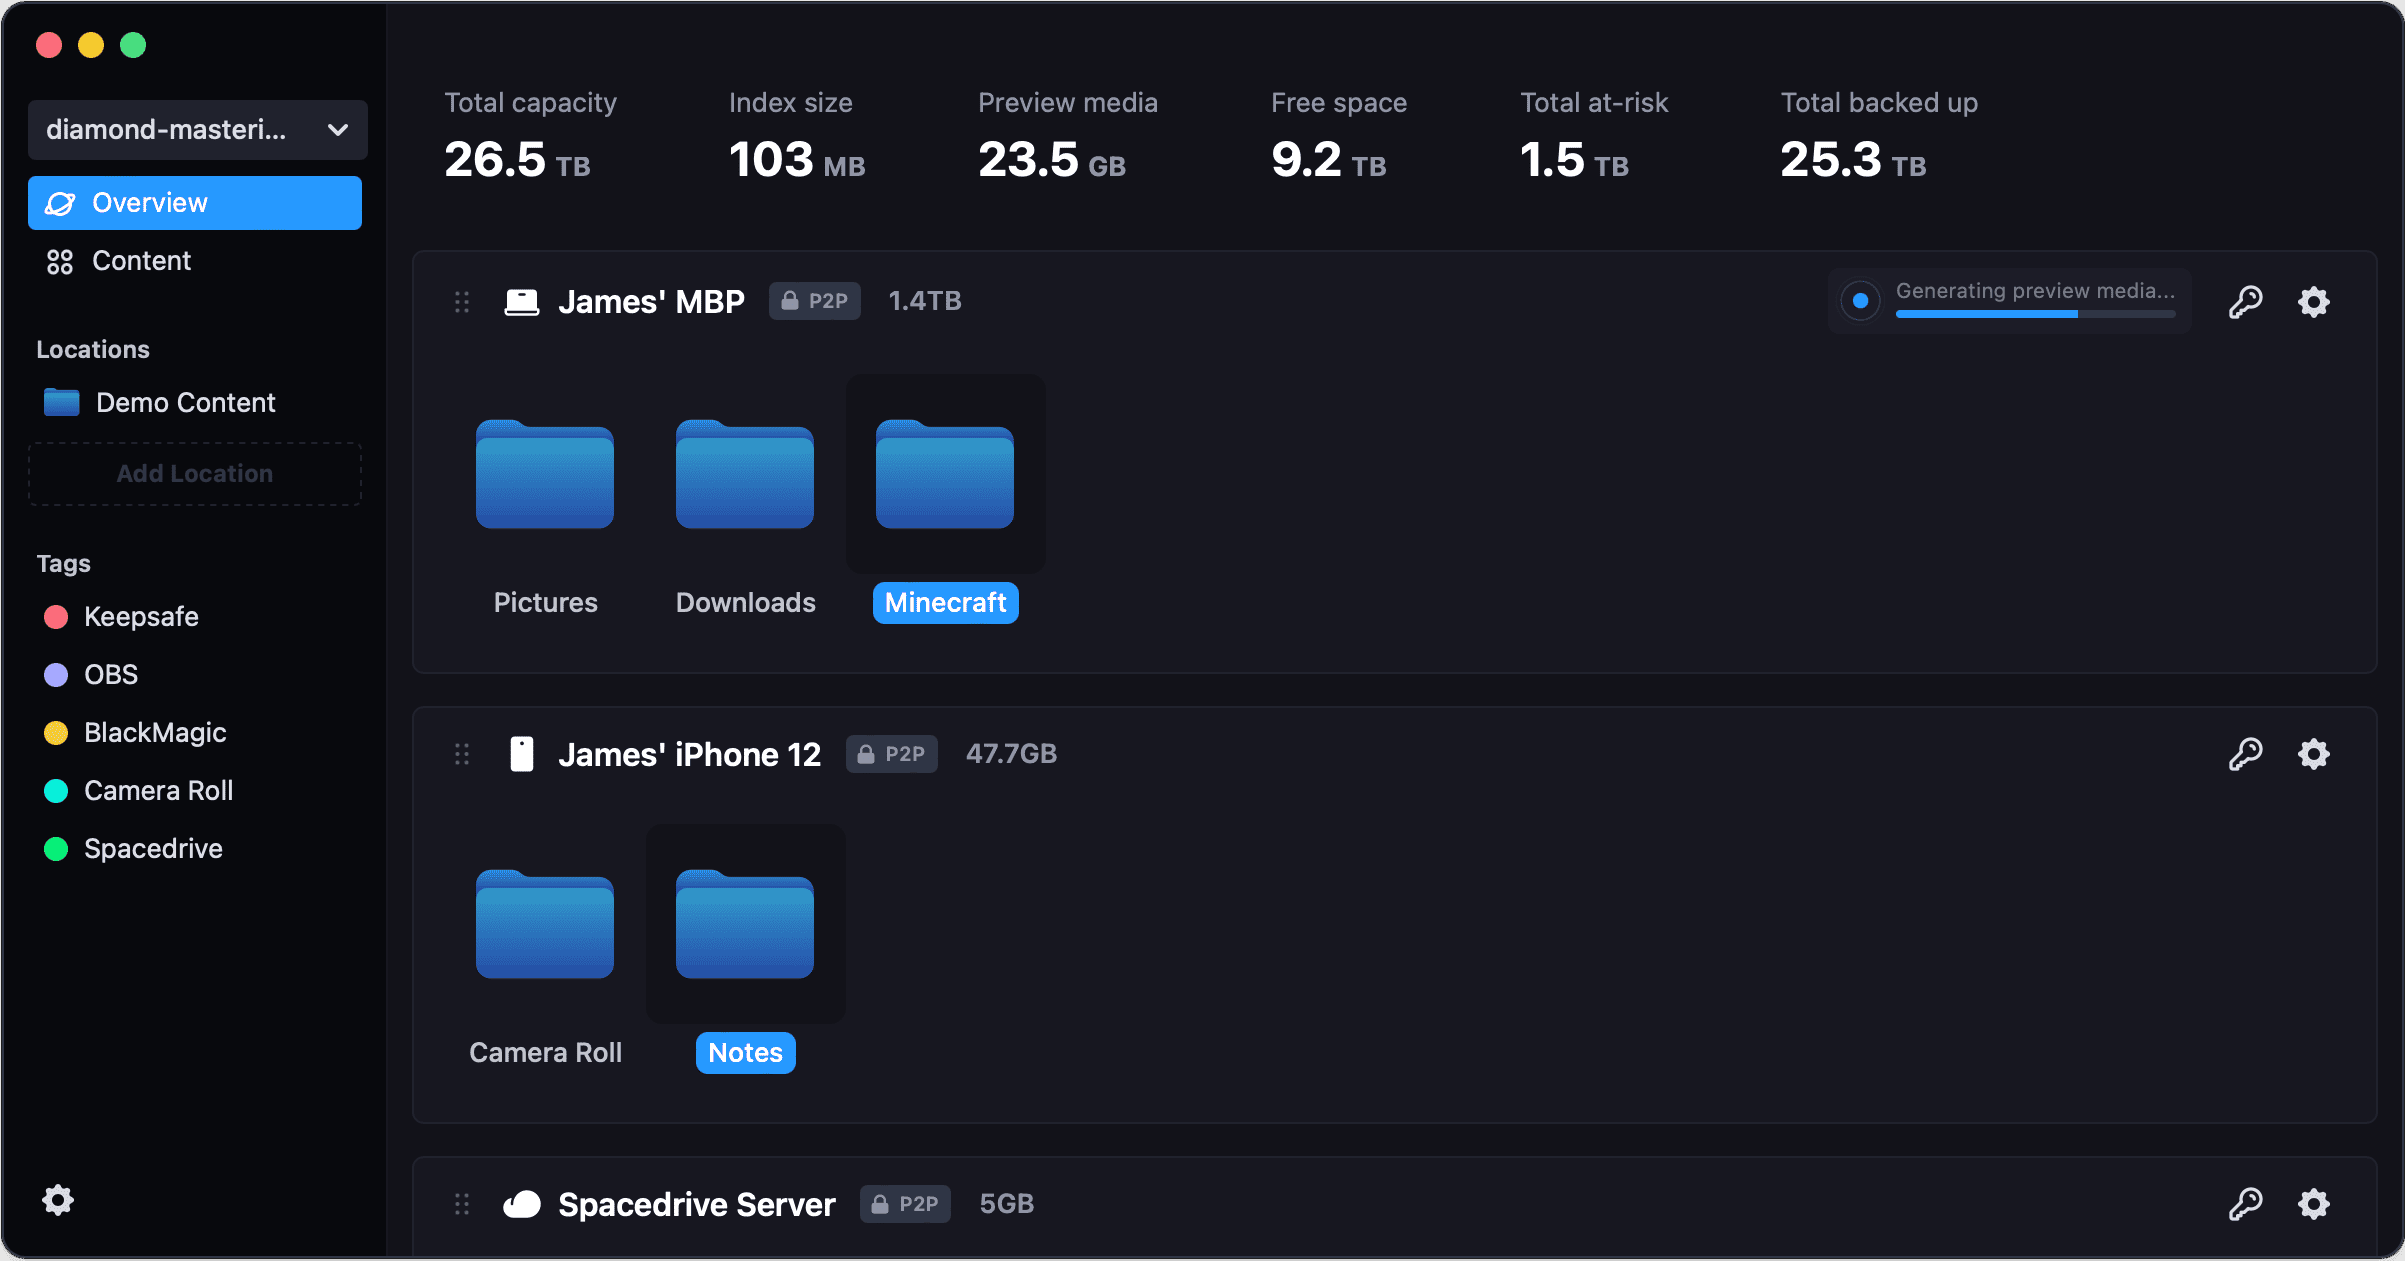 diamond-masteri...
Overview
Content
Locations
Demo Content
Add Location
Tags
Keepsafe
OBS
BlackMagic
Camera Roll
Spacedrive
Total capacity
26.5 TB
Index size
103 MB
Preview media
23.5 GB
Free space
9.2 TB
Total at-risk
1.5 TB
Total backed up
25.3 TB
James' MBP P2P 1.4TB
Generating preview media...
Pictures
Downloads
Minecraft
James' iPhone 12 P2P 47.7GB
Camera Roll
Notes
Spacedrive Server P2P 5GB